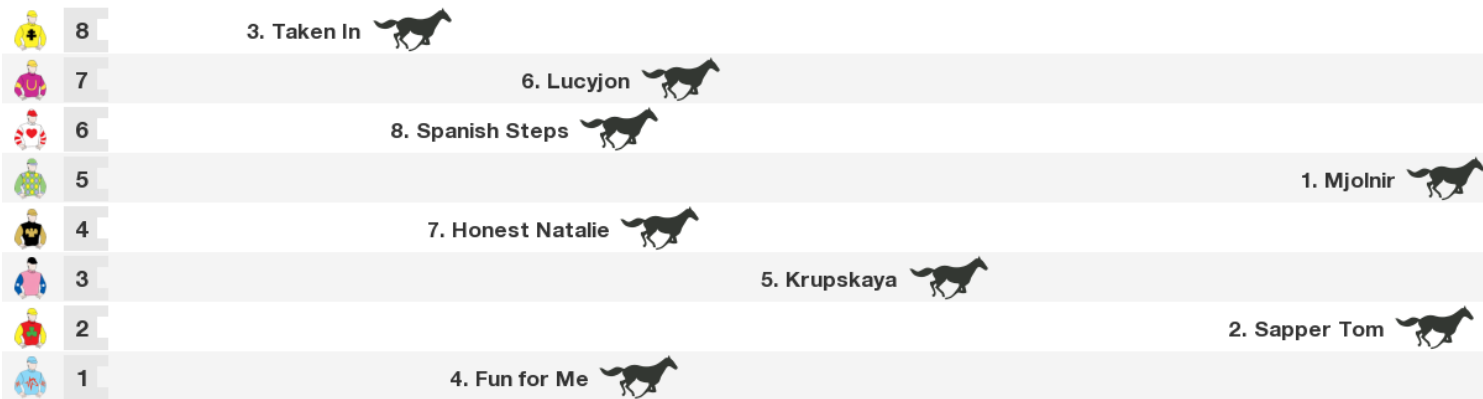 8 3. Taken In
7 6. Lucyjon
6 8. Spanish Steps
5 1. Mjolnir
4 7. Honest Natalie
3 5. Krupskaya
2 2. Sapper Tom
1 4. Fun for Me